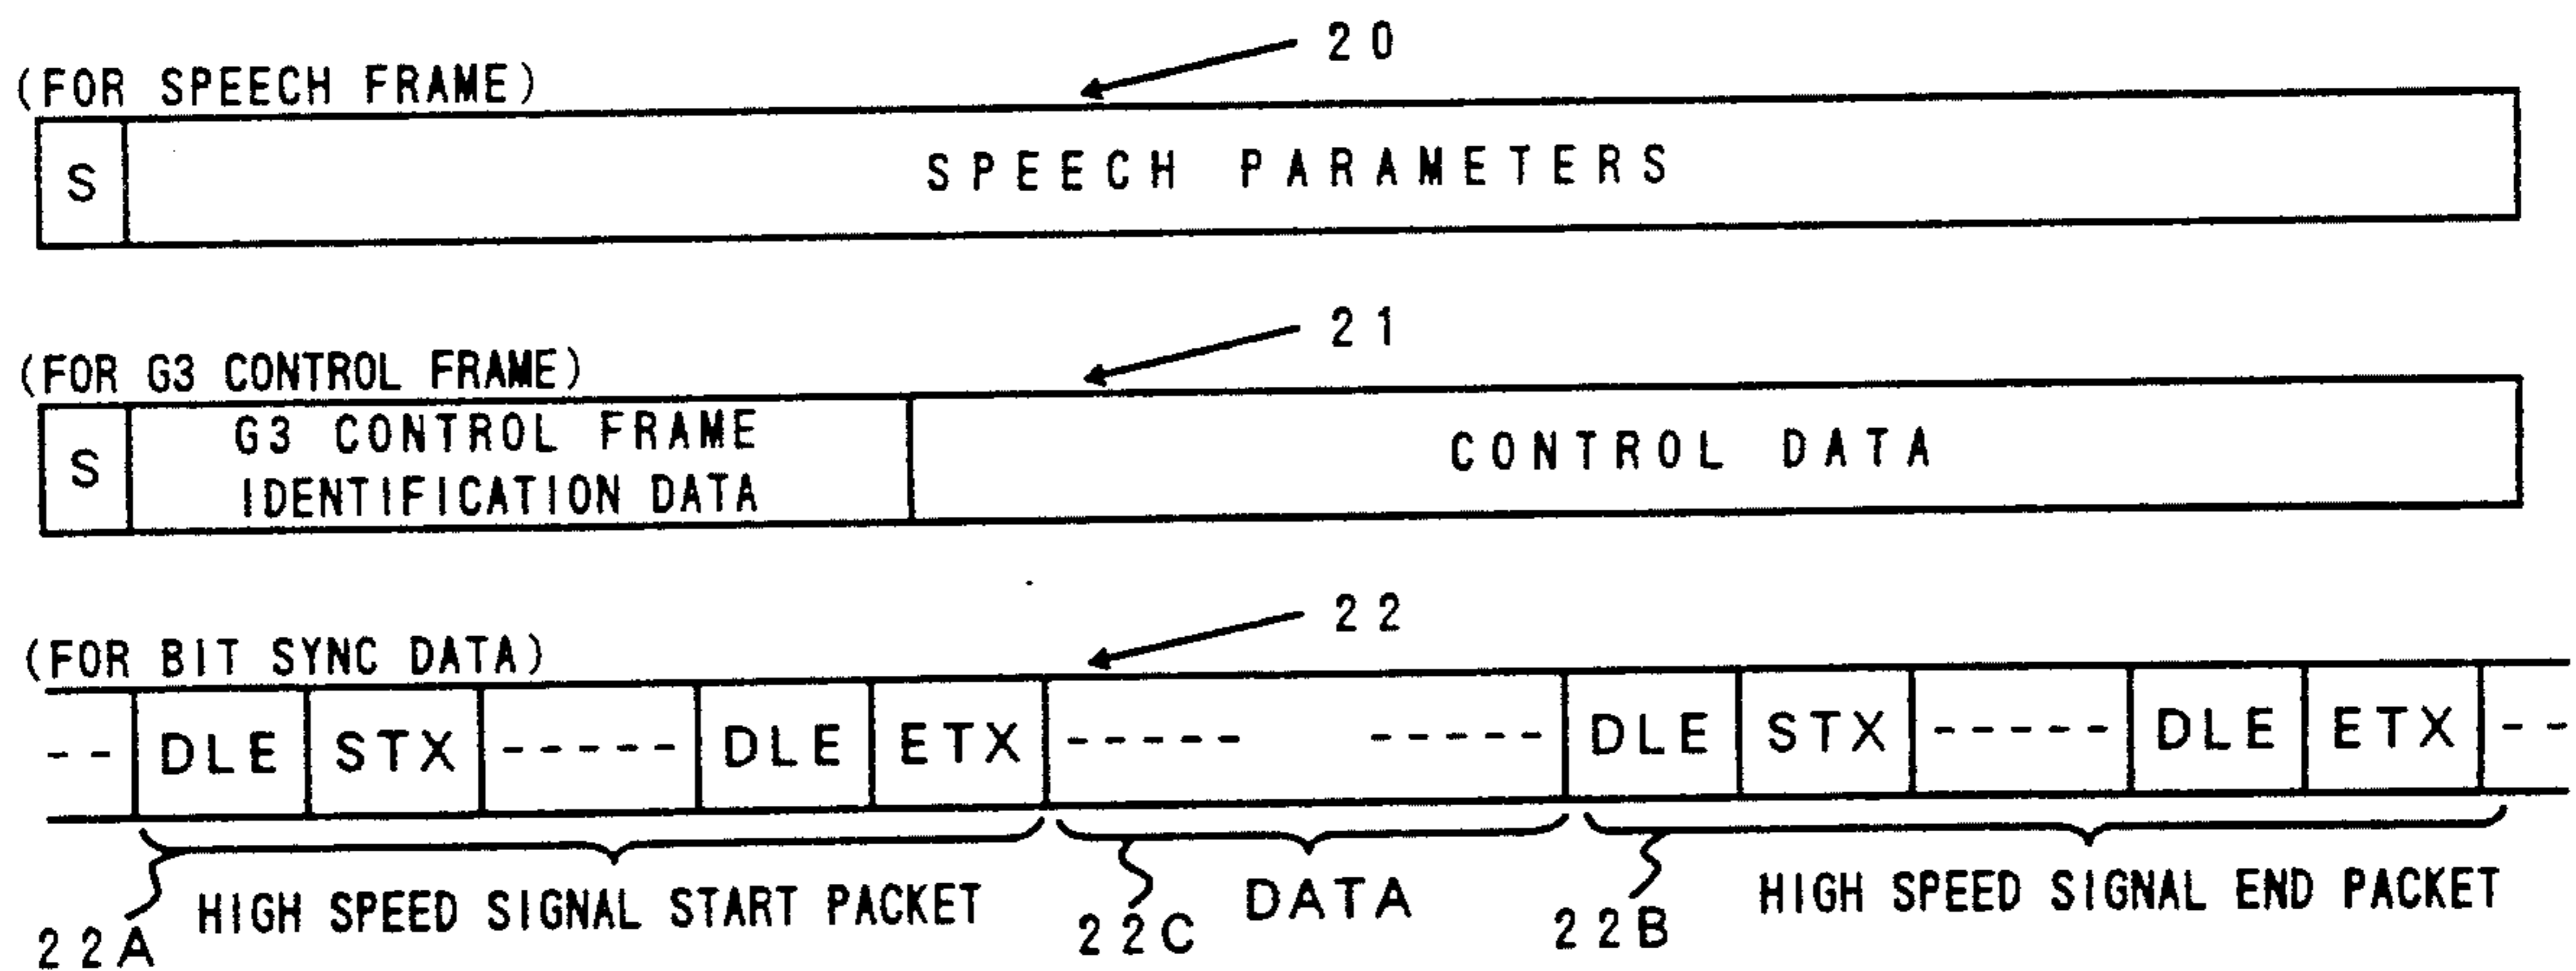 20
(FOR SPEECH FRAME)
S SPEECH PARAMETERS
21
(FOR G3 CONTROL FRAME)
S
G3 CONTROL FRAME
IDENTIFICATION DATA
CONTROL DATA
22
(FOR BIT SYNC DATA)
-- DLE STX ----- DLE ETX ----- ----- DLE STX ----- DLE ETX --
22A HIGH SPEED SIGNAL START PACKET
22C DATA
22B HIGH SPEED SIGNAL END PACKET